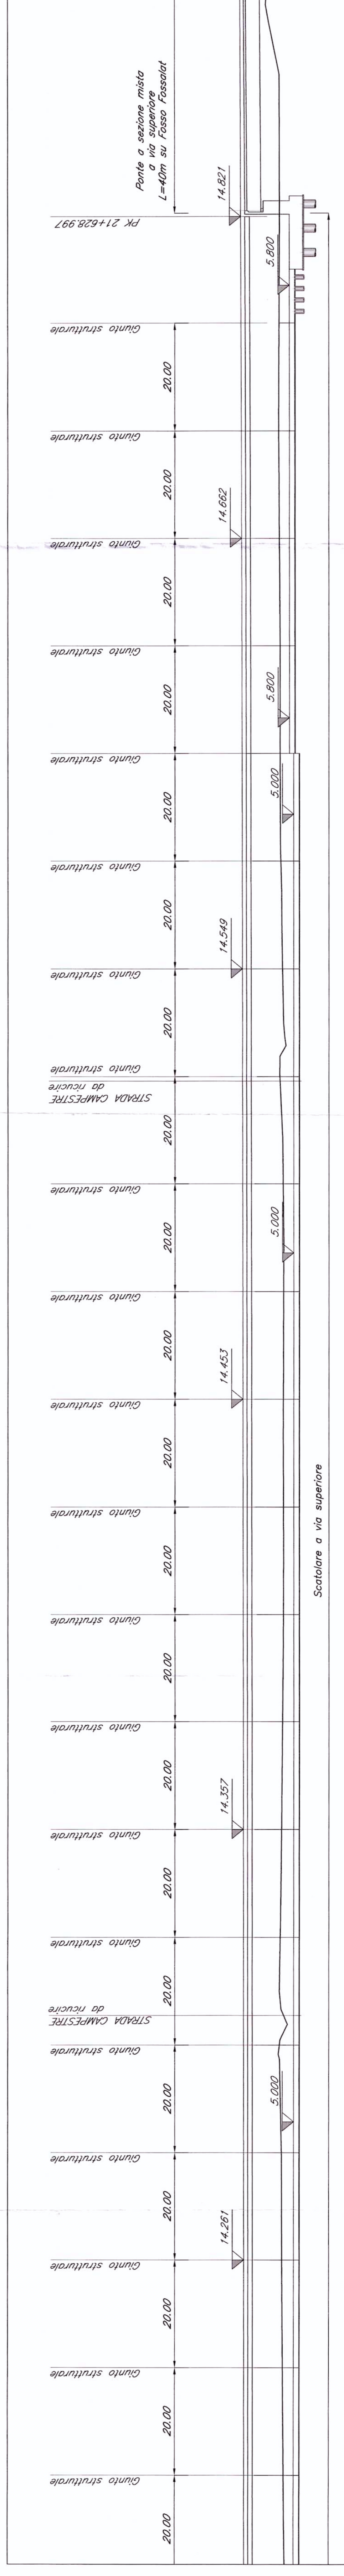 Ponte a sezione mista
a via superiore
L=40m su Fosso Fossalat
14.821
PK 21+628.997
5.800
Giunto strutturale
20.00
Giunto strutturale
20.00
14.662
Giunto strutturale
20.00
Giunto strutturale
5.800
20.00
Giunto strutturale
5.000
20.00
Giunto strutturale
20.00
14.549
Giunto strutturale
20.00
Giunto strutturale
STRADA CAMPESTRE
da ricucire
20.00
Giunto strutturale
5.000
20.00
Giunto strutturale
20.00
14.453
Giunto strutturale
20.00
Giunto strutturale
Scatolare a via superiore
20.00
Giunto strutturale
20.00
Giunto strutturale
20.00
14.357
Giunto strutturale
20.00
Giunto strutturale
20.00
STRADA CAMPESTRE
da ricucire
Giunto strutturale
5.000
20.00
Giunto strutturale
20.00
14.261
Giunto strutturale
20.00
Giunto strutturale
20.00
Giunto strutturale
20.00